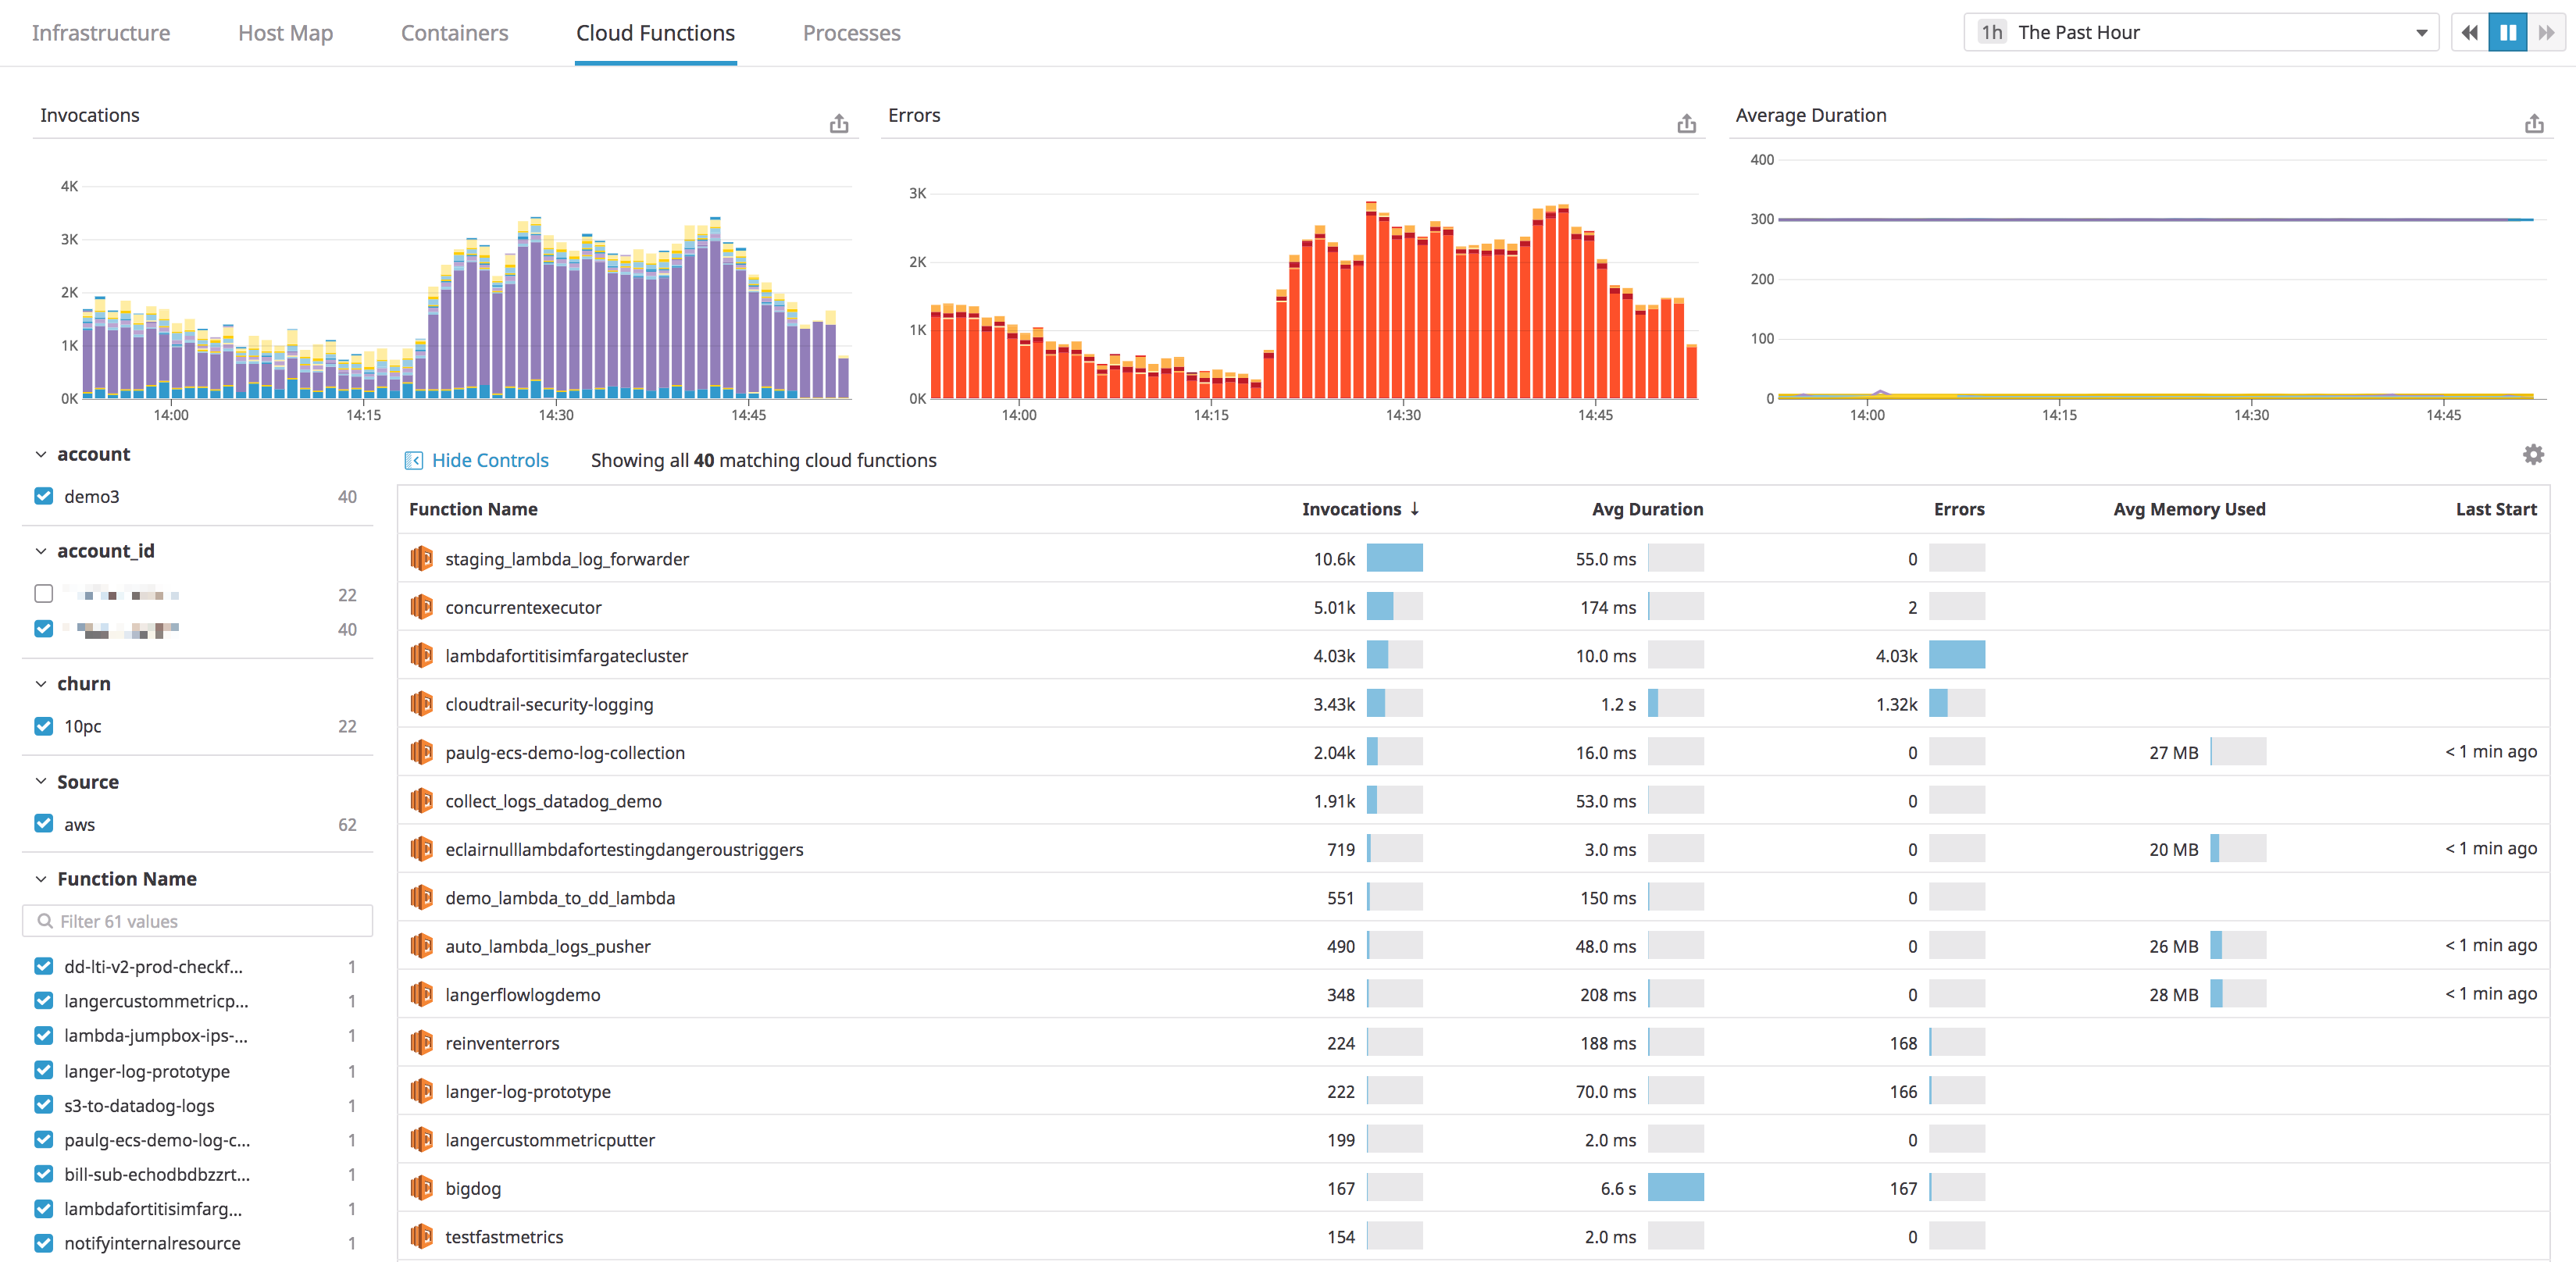 Infrastructure Host Map Containers Cloud Functions Processes 1h The Past Hour
Invocations
4K
3K
2K
1K
0K
14:00 14:15 14:30 14:45
Errors
3K
2K
1K
0K
14:00 14:15 14:30 14:45
Average Duration
400
300
200
100
0
14:00 14:15 14:30 14:45
account
demo3 40
account_id
22
40
churn
10pc 22
Source
aws 62
Function Name
Filter 61 values
dd-lti-v2-prod-checkf... 1
langercustommetricp... 1
lambda-jumpbox-ips-... 1
langer-log-prototype 1
s3-to-datadog-logs 1
paulg-ecs-demo-log-c... 1
bill-sub-echodbdbzzrt... 1
lambdafortitisimfarg... 1
notifyinternalresource 1
Hide Controls Showing all 40 matching cloud functions
Function Name Invocations ↓ Avg Duration Errors Avg Memory Used Last Start
staging_lambda_log_forwarder 10.6k 55.0 ms 0
concurrentexecutor 5.01k 174 ms 2
lambdafortitisimfargatecluster 4.03k 10.0 ms 4.03k
cloudtrail-security-logging 3.43k 1.2 s 1.32k
paulg-ecs-demo-log-collection 2.04k 16.0 ms 0 27 MB < 1 min ago
collect_logs_datadog_demo 1.91k 53.0 ms 0
eclairnulllambdafortestingdangeroustriggers 719 3.0 ms 0 20 MB < 1 min ago
demo_lambda_to_dd_lambda 551 150 ms 0
auto_lambda_logs_pusher 490 48.0 ms 0 26 MB < 1 min ago
langerflowlogdemo 348 208 ms 0 28 MB < 1 min ago
reinventerrors 224 188 ms 168
langer-log-prototype 222 70.0 ms 166
langercustommetricputter 199 2.0 ms 0
bigdog 167 6.6 s 167
testfastmetrics 154 2.0 ms 0